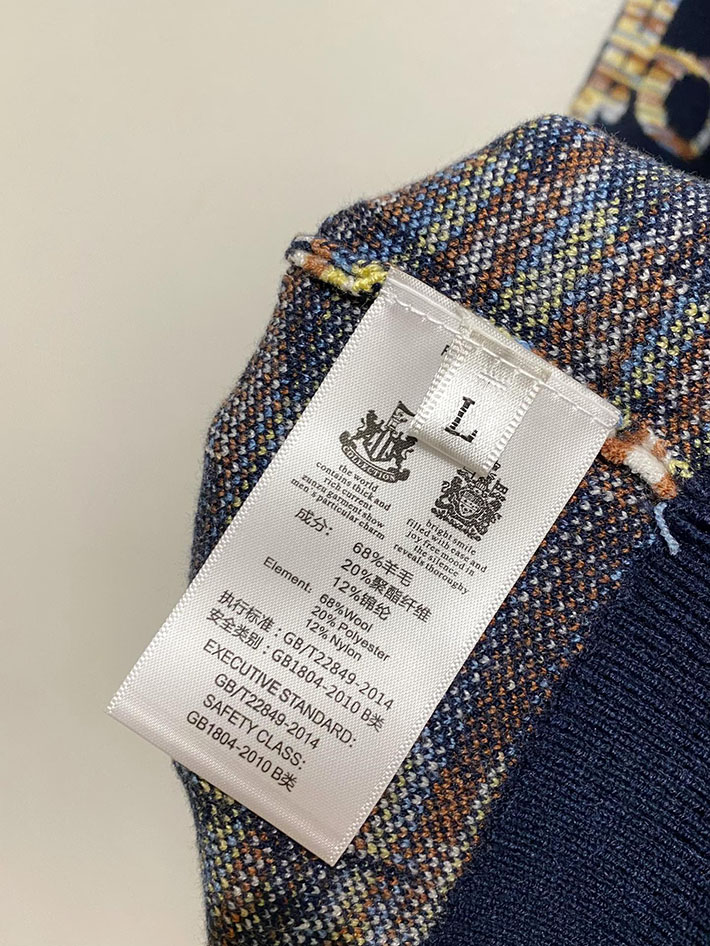 L
COLLECTION
the world
contains thick and
rich current
zunzu garment show
men's particular charm
bright smile
filled with ease and
joy free mood in
the silence
reveals thorougby
成分：
68%羊毛
20%聚酯纤维
12%锦纶
Element:
68%Wool
20% Polyester
12% Nylon
执行标准：GB/T22849-2014
安全类别：GB1804-2010 B类
EXECUTIVE STANDARD:
GB/T22849-2014
SAFETY CLASS:
GB1804-2010 B类